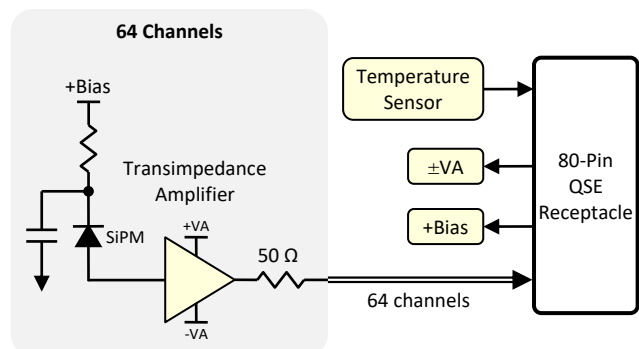 64 Channels
+Bias
Transimpedance
Amplifier
SiPM
+VA
-VA
50 Ω
64 channels
Temperature
Sensor
±VA
+Bias
80-Pin
QSE
Receptacle